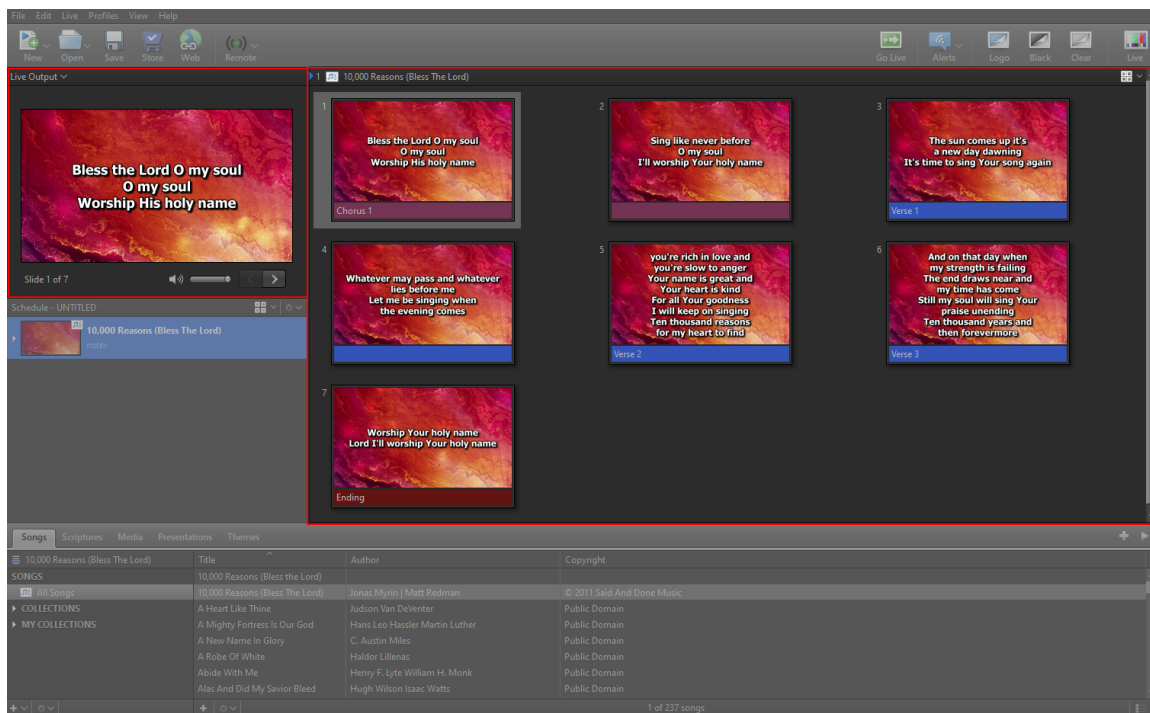 File Edit Live Profiles View Help
New Open Save Store Web Remote Go Live Alerts Logo Black Clear Live
Live Output
Bless the Lord O my soul
O my soul
Worship His holy name
Slide 1 of 7
Schedule - UNTITLED
10,000 Reasons (Bless The Lord)
notes
1 10,000 Reasons (Bless The Lord)
1
Bless the Lord O my soul
O my soul
Worship His holy name
Chorus 1
2
Sing like never before
O my soul
I'll worship Your holy name
3
The sun comes up it's
a new day dawning
It's time to sing Your song again
Verse 1
4
Whatever may pass and whatever
lies before me
Let me be singing when
the evening comes
5
you're rich in love and
you're slow to anger
Your name is great and
Your heart is kind
For all Your goodness
I will keep on singing
Ten thousand reasons
for my heart to find
Verse 2
6
And on that day when
my strength is failing
The end draws near and
my time has come
Still my soul will sing Your
praise unending
Ten thousand years and
then forevermore
Verse 3
7
Worship Your holy name
Lord I'll worship Your holy name
Ending
Songs Scriptures Media Presentations Themes
10,000 Reasons (Bless The Lord) Title Author Copyright
SONGS 10,000 Reasons (Bless the Lord)
All Songs 10,000 Reasons (Bless The Lord) Jonas Myrin | Matt Redman © 2011 Said And Done Music
COLLECTIONS A Heart Like Thine Judson Van DeVenter Public Domain
MY COLLECTIONS A Mighty Fortress Is Our God Hans Leo Hassler Martin Luther Public Domain
A New Name In Glory C. Austin Miles Public Domain
A Robe Of White Haldor Lillenas Public Domain
Abide With Me Henry F. Lyte William H. Monk Public Domain
Alas And Did My Savior Bleed Hugh Wilson Isaac Watts Public Domain
1 of 237 songs